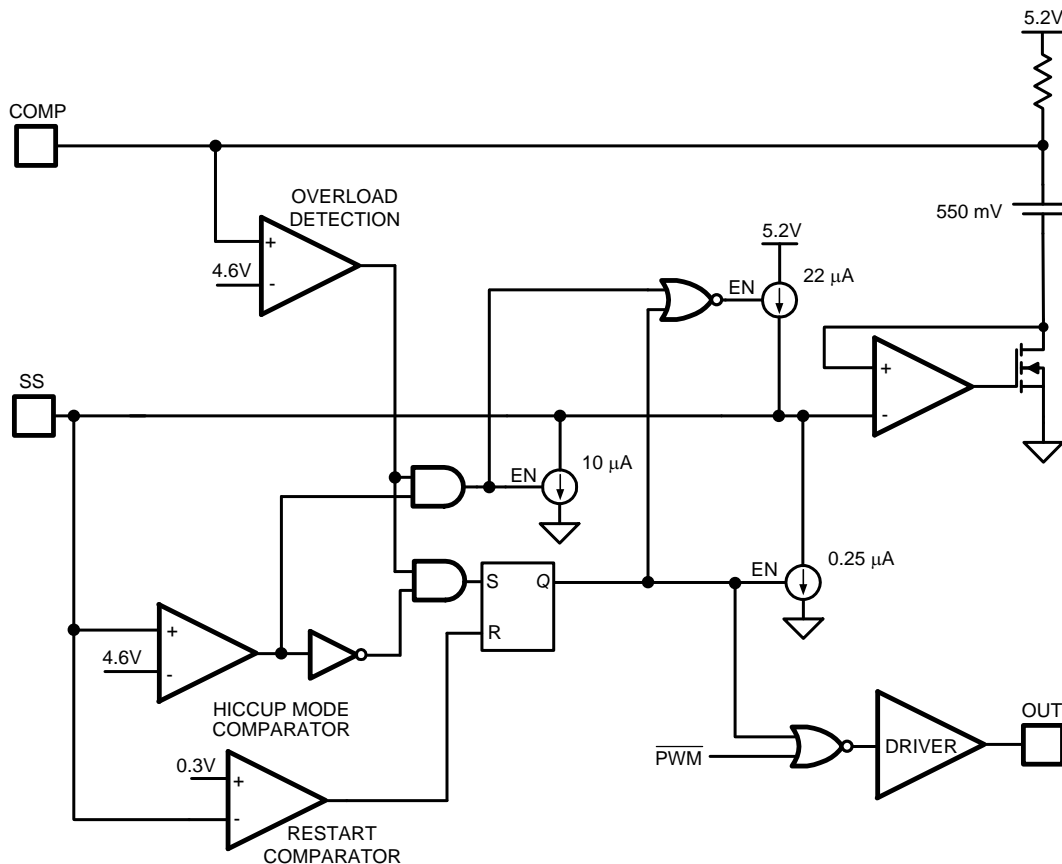 5.2V
COMP
OVERLOAD
DETECTION
550 mV
5.2V
+
4.6V
-
22 μA
EN
SS
+
-
10 μA
EN
0.25 μA
EN
S
Q
R
+
4.6V
-
HICCUP MODE
COMPARATOR
OUT
DRIVER
PWM
0.3V
+
-
RESTART
COMPARATOR